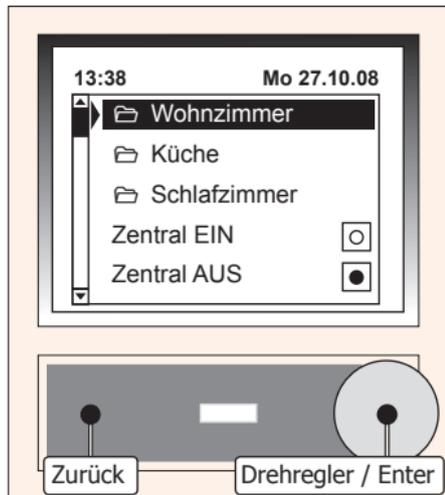 13:38 Mo 27.10.08
Wohnzimmer
Küche
Schlafzimmer
Zentral EIN
Zentral AUS
Zurück Drehregler / Enter